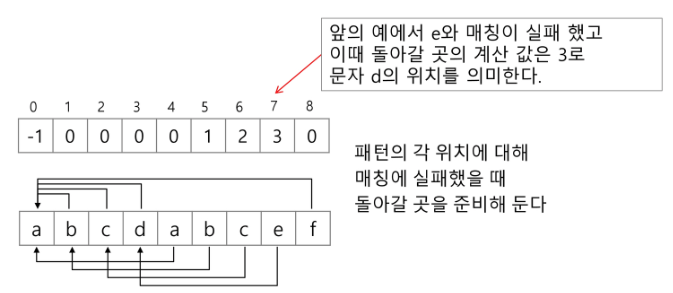 앞의 예에서 e와 매칭이 실패 했고
이때 돌아갈 곳의 계산 값은 3로
문자 d의 위치를 의미한다.
0 1 2 3 4 5 6 7 8
-1 0 0 0 0 1 2 3 0
패턴의 각 위치에 대해
매칭에 실패했을 때
돌아갈 곳을 준비해 둔다
a b c d a b c e f